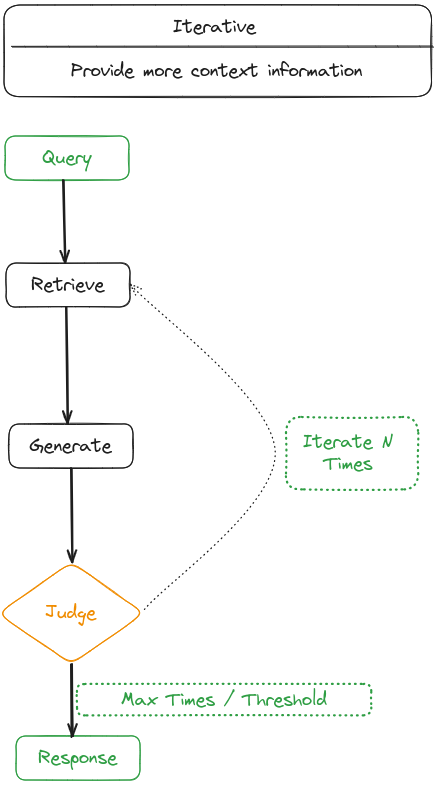 Iterative
Provide more context information
Query
Retrieve
Generate
Iterate N
Times
Judge
Max Times / Threshold
Response